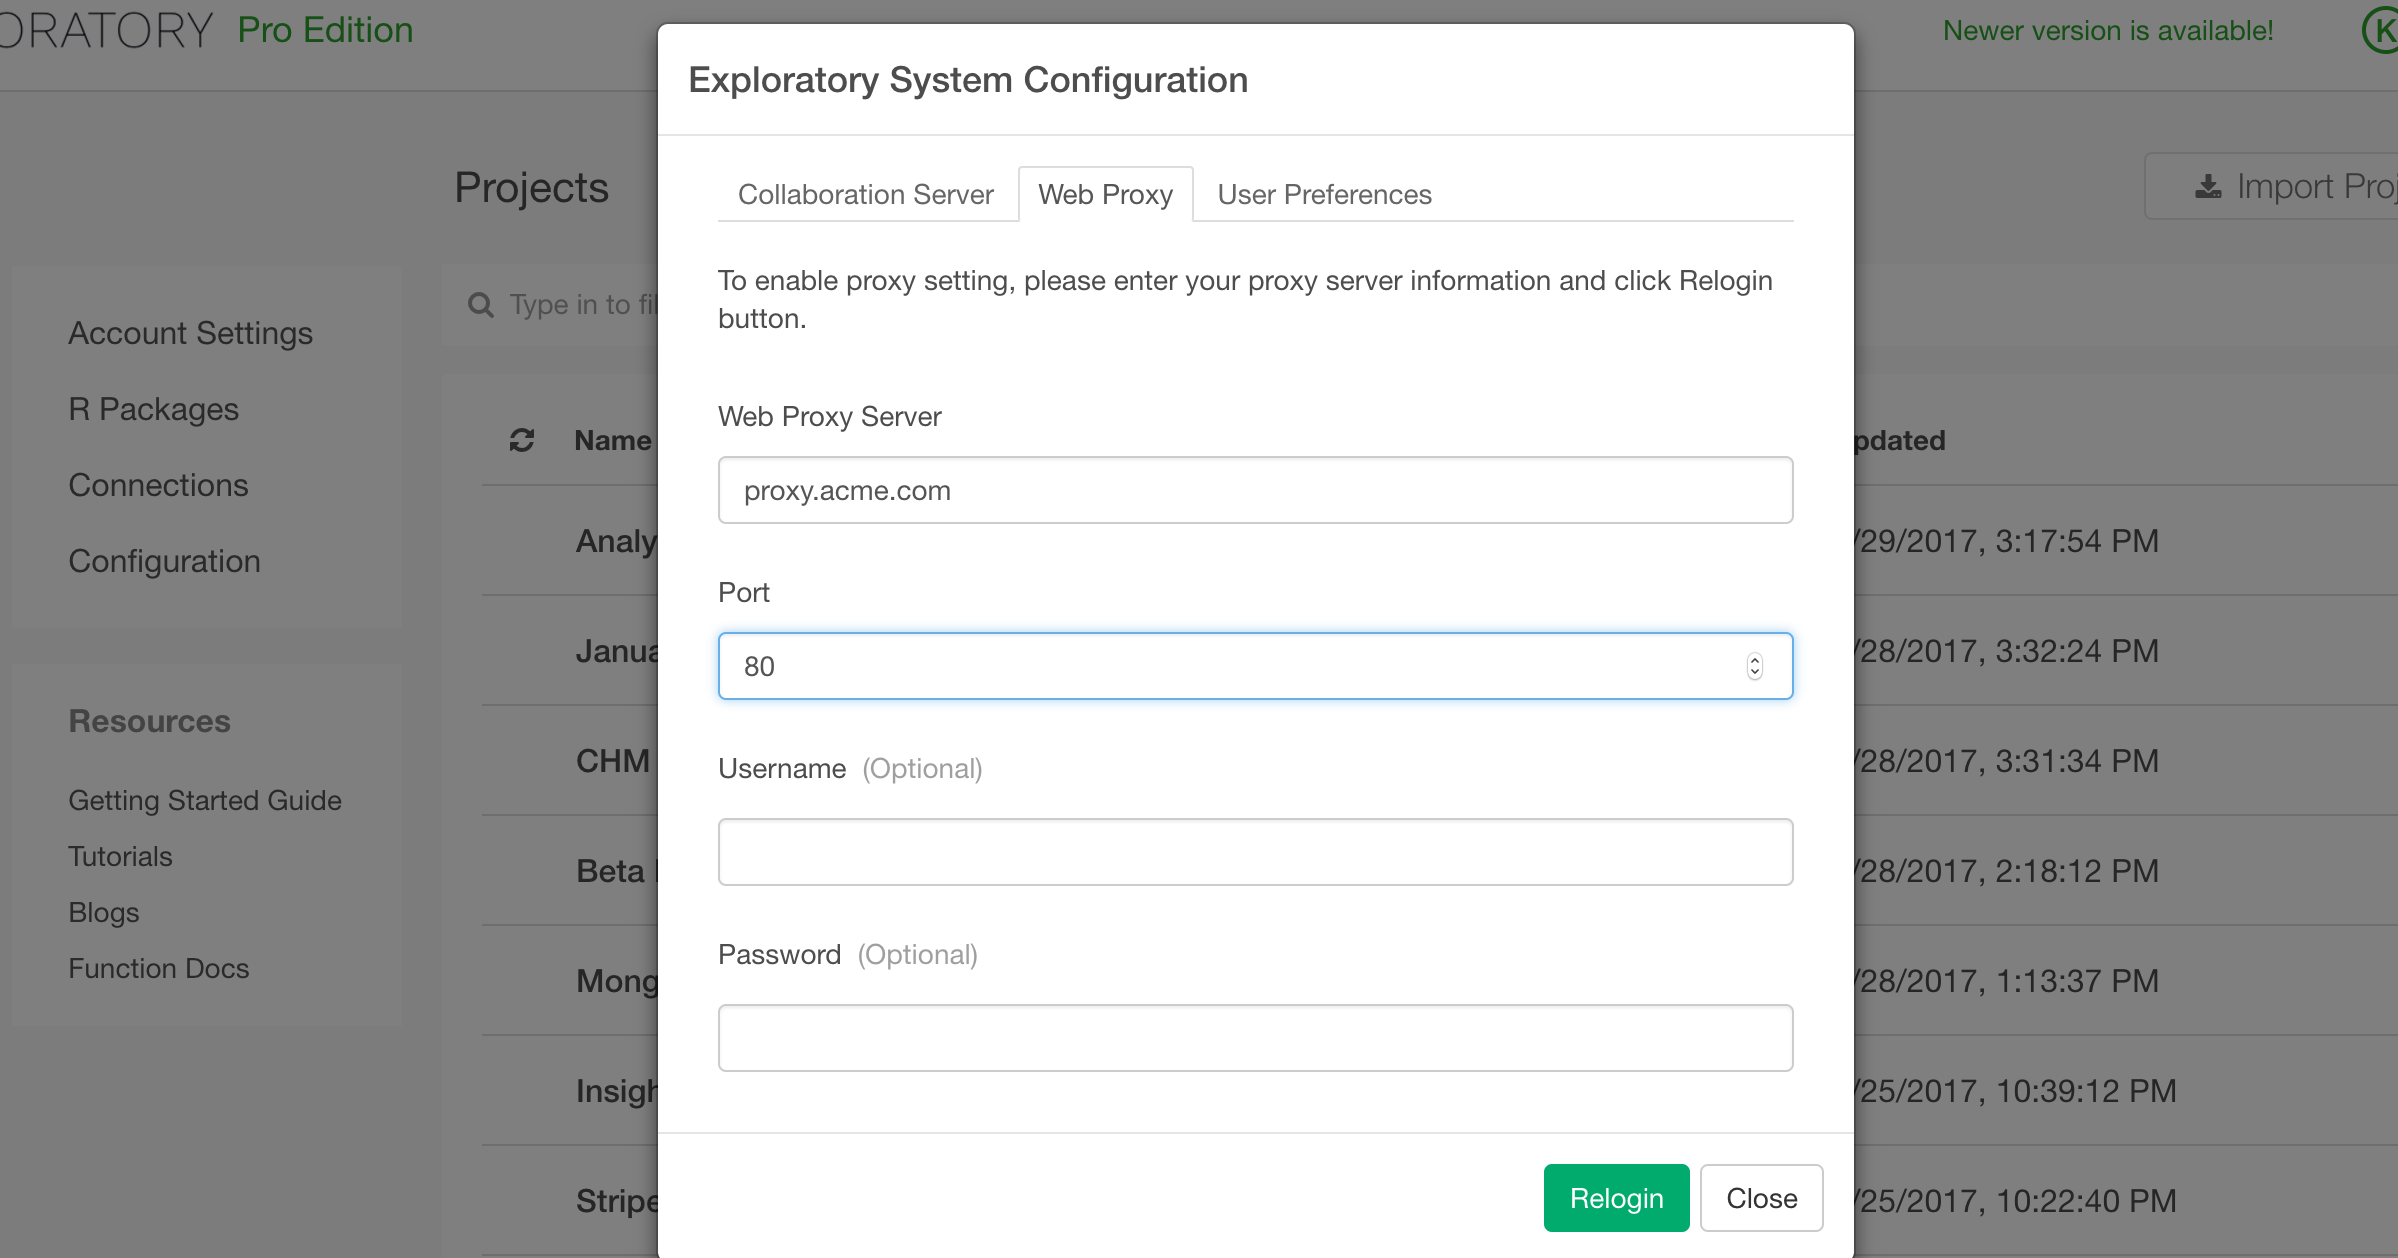 ORATORY Pro Edition
Newer version is available!
K
Exploratory System Configuration
Projects
Import Proj
Collaboration Server
Web Proxy
User Preferences
To enable proxy setting, please enter your proxy server information and click Relogin
button.
Type in to fil
Account Settings
R Packages
Connections
Configuration
Resources
Getting Started Guide
Tutorials
Blogs
Function Docs
Name
pdated
Analy
/29/2017, 3:17:54 PM
Janua
/28/2017, 3:32:24 PM
CHM
/28/2017, 3:31:34 PM
Beta
/28/2017, 2:18:12 PM
Mong
/28/2017, 1:13:37 PM
Insigh
/25/2017, 10:39:12 PM
Stripe
/25/2017, 10:22:40 PM
Web Proxy Server
proxy.acme.com
Port
80
Username (Optional)
Password (Optional)
Relogin
Close